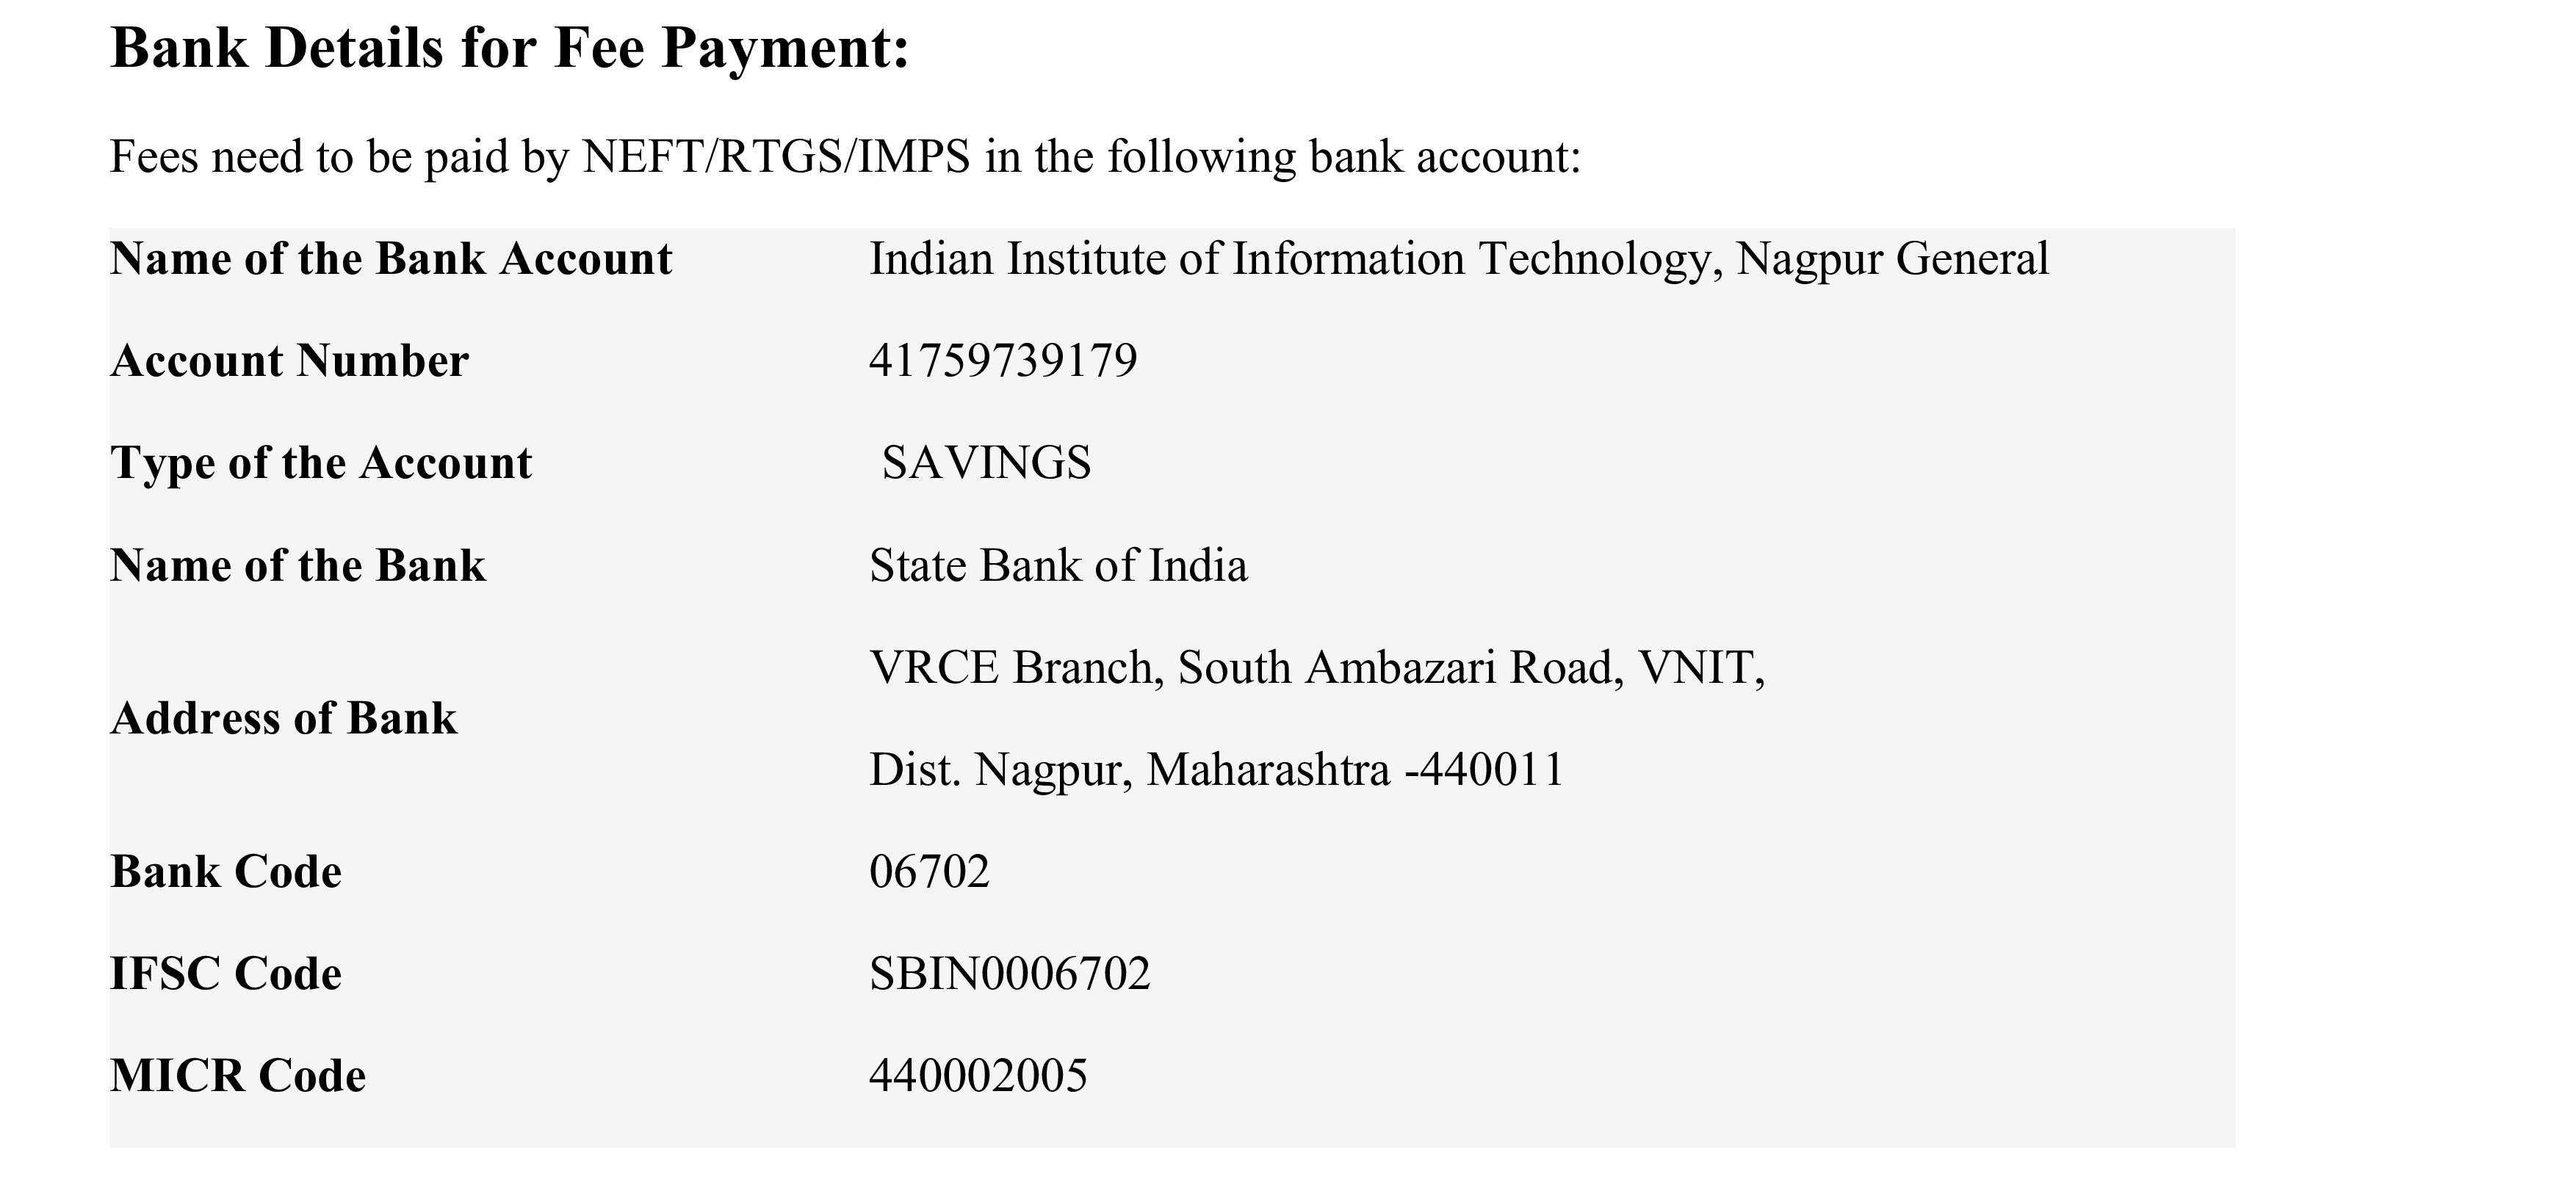 Bank Details for Fee Payment:
Fees need to be paid by NEFT/RTGS/IMPS in the following bank account:
Name of the Bank Account Indian Institute of Information Technology, Nagpur General
Account Number 41759739179
Type of the Account SAVINGS
Name of the Bank State Bank of India
Address of Bank VRCE Branch, South Ambazari Road, VNIT,
Dist. Nagpur, Maharashtra -440011
Bank Code 06702
IFSC Code SBIN0006702
MICR Code 440002005